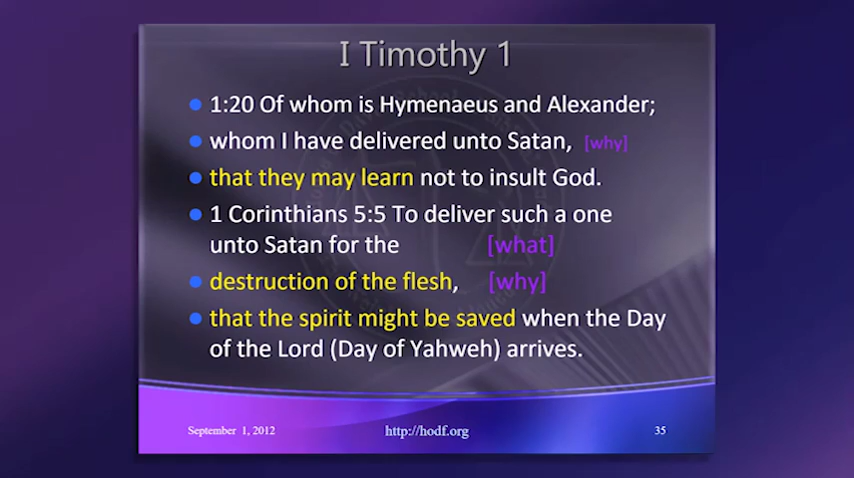 I Timothy 1
1:20 Of whom is Hymenaeus and Alexander;
whom I have delivered unto Satan, [why]
that they may learn not to insult God.
1 Corinthians 5:5 To deliver such a one
unto Satan for the [what]
destruction of the flesh, [why]
that the spirit might be saved when the Day
of the Lord (Day of Yahweh) arrives.
September 1, 2012 http://hodf.org 35